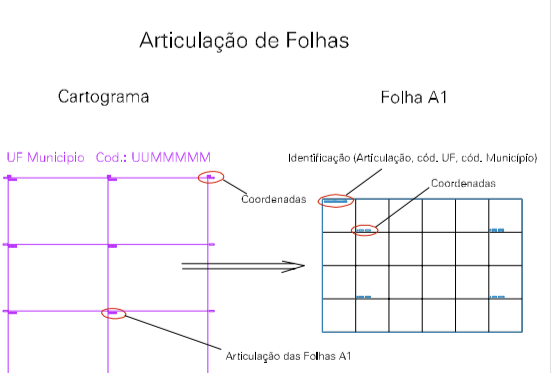 Articulação de Folhas
Cartograma
Folha A1
UF Municipio Cod.: UUMMMMM
Identificação (Articulação, cód. UF, cód. Município)
Coordenadas
Coordenadas
Articulação das Folhas A1